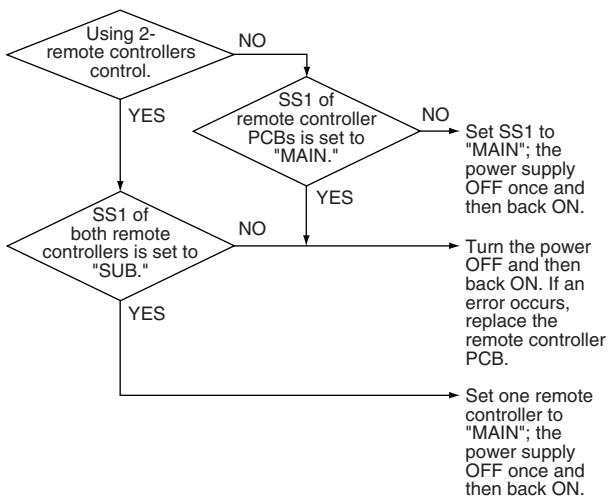 Using 2-
remote controllers
control.
NO
YES
SS1 of
remote controller
PCBs is set to
"MAIN."
NO
Set SS1 to
"MAIN"; the
power supply
OFF once and
then back ON.
YES
SS1 of
both remote
controllers is set to
"SUB."
NO
Turn the power
OFF and then
back ON. If an
error occurs,
replace the
remote controller
PCB.
YES
Set one remote
controller to
"MAIN"; the
power supply
OFF once and
then back ON.